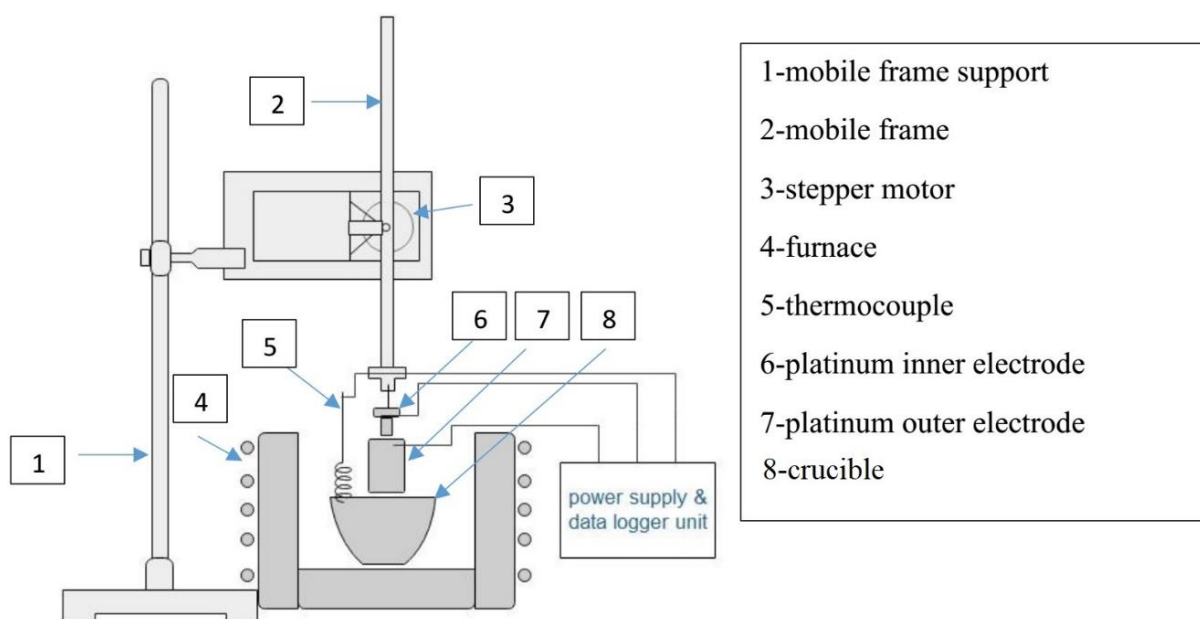 2
3
6
7
8
5
4
1
power supply &
data logger unit
1-mobile frame support
2-mobile frame
3-stepper motor
4-furnace
5-thermocouple
6-platinum inner electrode
7-platinum outer electrode
8-crucible